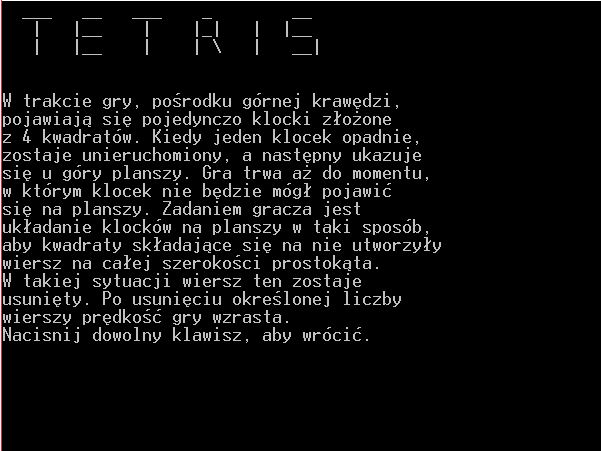 TETRIS
W trakcie gry, pośrodku górnej krawędzi,
pojawiają się pojedynczo klocki złożone
z 4 kwadratów. Kiedy jeden klocek opadnie,
zostaje unieruchomiony, a następny ukazuje
się u góry planszy. Gra trwa aż do momentu,
w którym klocek nie będzie mógł pojawić
się na planszy. Zadaniem gracza jest
układanie klocków na planszy w taki sposób,
aby kwadraty składające się na nie utworzyły
wiersz na całej szerokości prostokąta.
W takiej sytuacji wiersz ten zostaje
usunięty. Po usunięciu określonej liczby
wierszy prędkość gry wzrasta.
Nacisnij dowolny klawisz, aby wrócić.